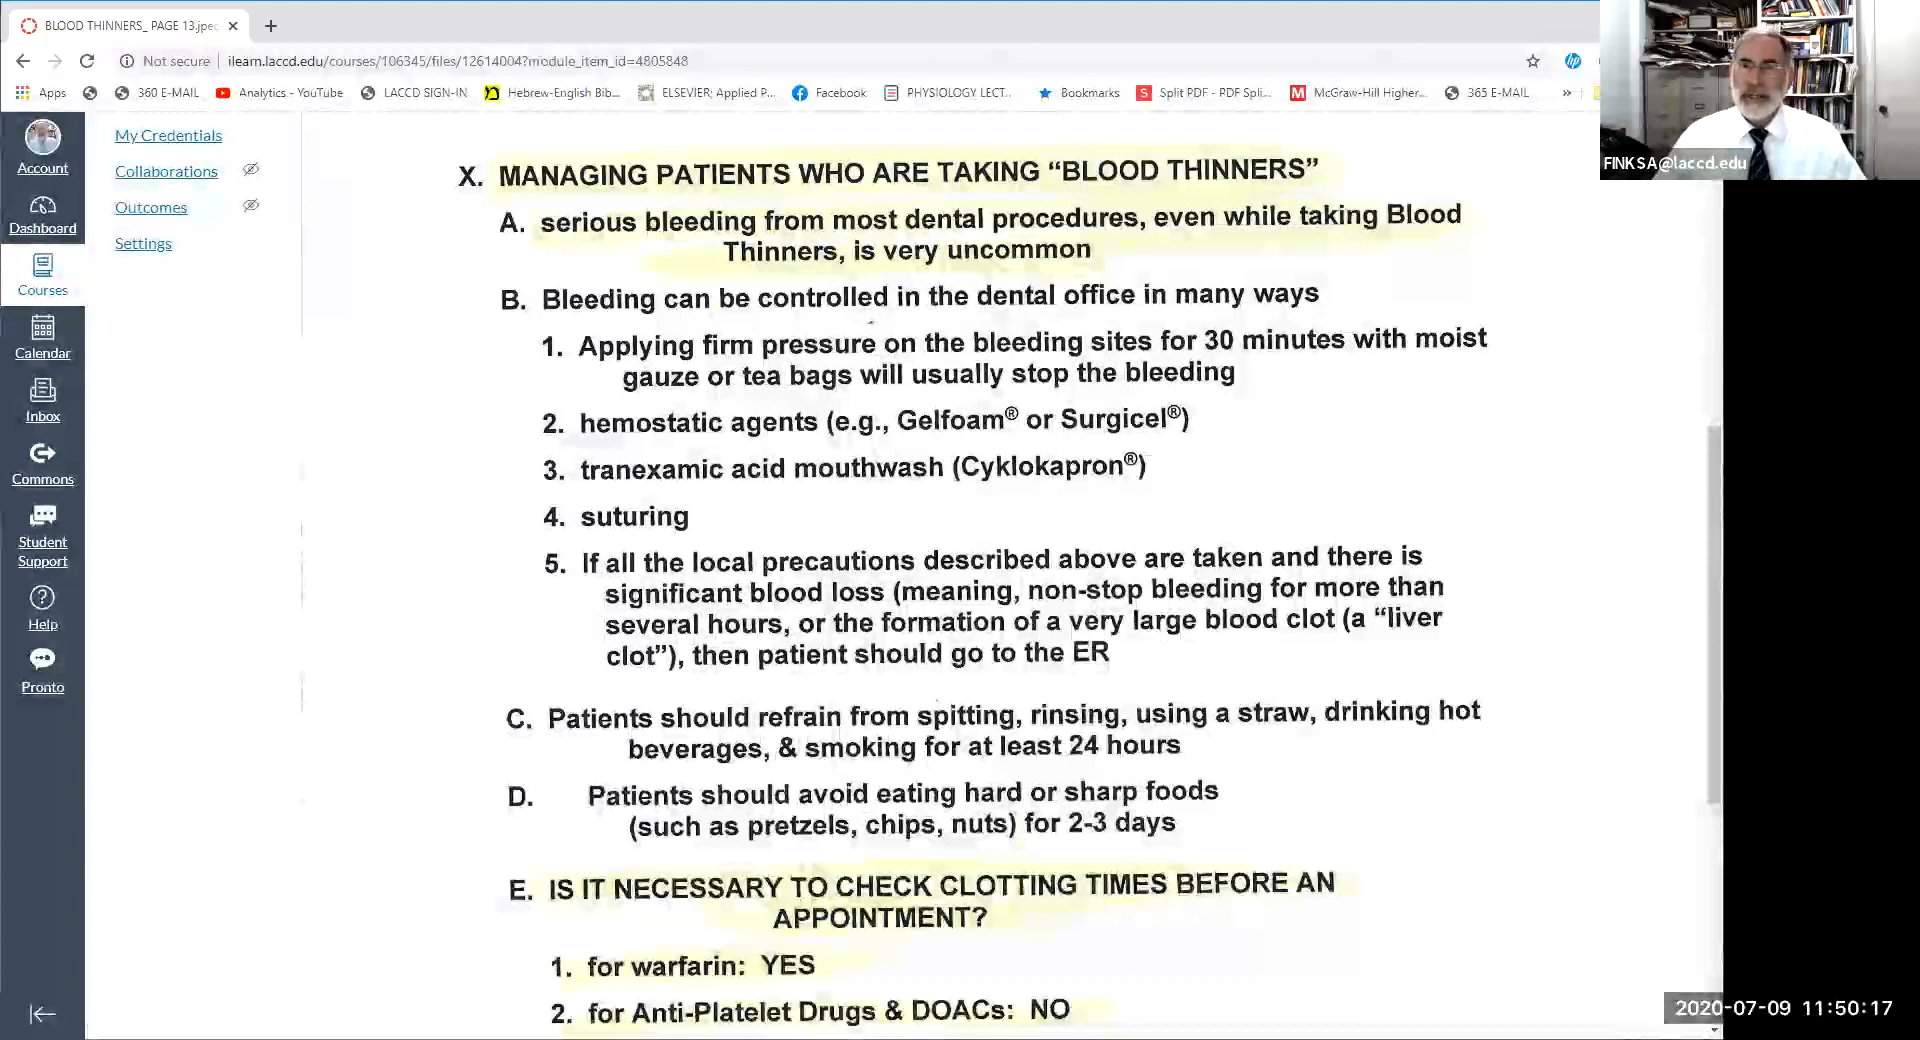 BLOOD THINNERS_ PAGE 13.jpec
Not secure | ilearn.laccd.edu/courses/106345/files/12614004?module_item_id=4805848
Apps 360 E-MAIL Analytics - YouTube LACCD SIGN-IN Hebrew-English Bib... ELSEVIER; Applied P... Facebook PHYSIOLOGY LECT... Bookmarks Split PDF - PDF Spli... McGraw-Hill Higher... 365 E-MAIL »
FINKSA@laccd.edu
Account
Dashboard
Courses
Calendar
Inbox
Commons
Student
Support
Help
Pronto
My Credentials
Collaborations
Outcomes
Settings
X. MANAGING PATIENTS WHO ARE TAKING “BLOOD THINNERS”
A. serious bleeding from most dental procedures, even while taking Blood
Thinners, is very uncommon
B. Bleeding can be controlled in the dental office in many ways
1. Applying firm pressure on the bleeding sites for 30 minutes with moist
gauze or tea bags will usually stop the bleeding
2. hemostatic agents (e.g., Gelfoam® or Surgicel®)
3. tranexamic acid mouthwash (Cyklokapron®)
4. suturing
5. If all the local precautions described above are taken and there is
significant blood loss (meaning, non-stop bleeding for more than
several hours, or the formation of a very large blood clot (a “liver
clot”), then patient should go to the ER
C. Patients should refrain from spitting, rinsing, using a straw, drinking hot
beverages, & smoking for at least 24 hours
D. Patients should avoid eating hard or sharp foods
(such as pretzels, chips, nuts) for 2-3 days
E. IS IT NECESSARY TO CHECK CLOTTING TIMES BEFORE AN
APPOINTMENT?
1. for warfarin: YES
2. for Anti-Platelet Drugs & DOACs: NO
2020-07-09 11:50:17